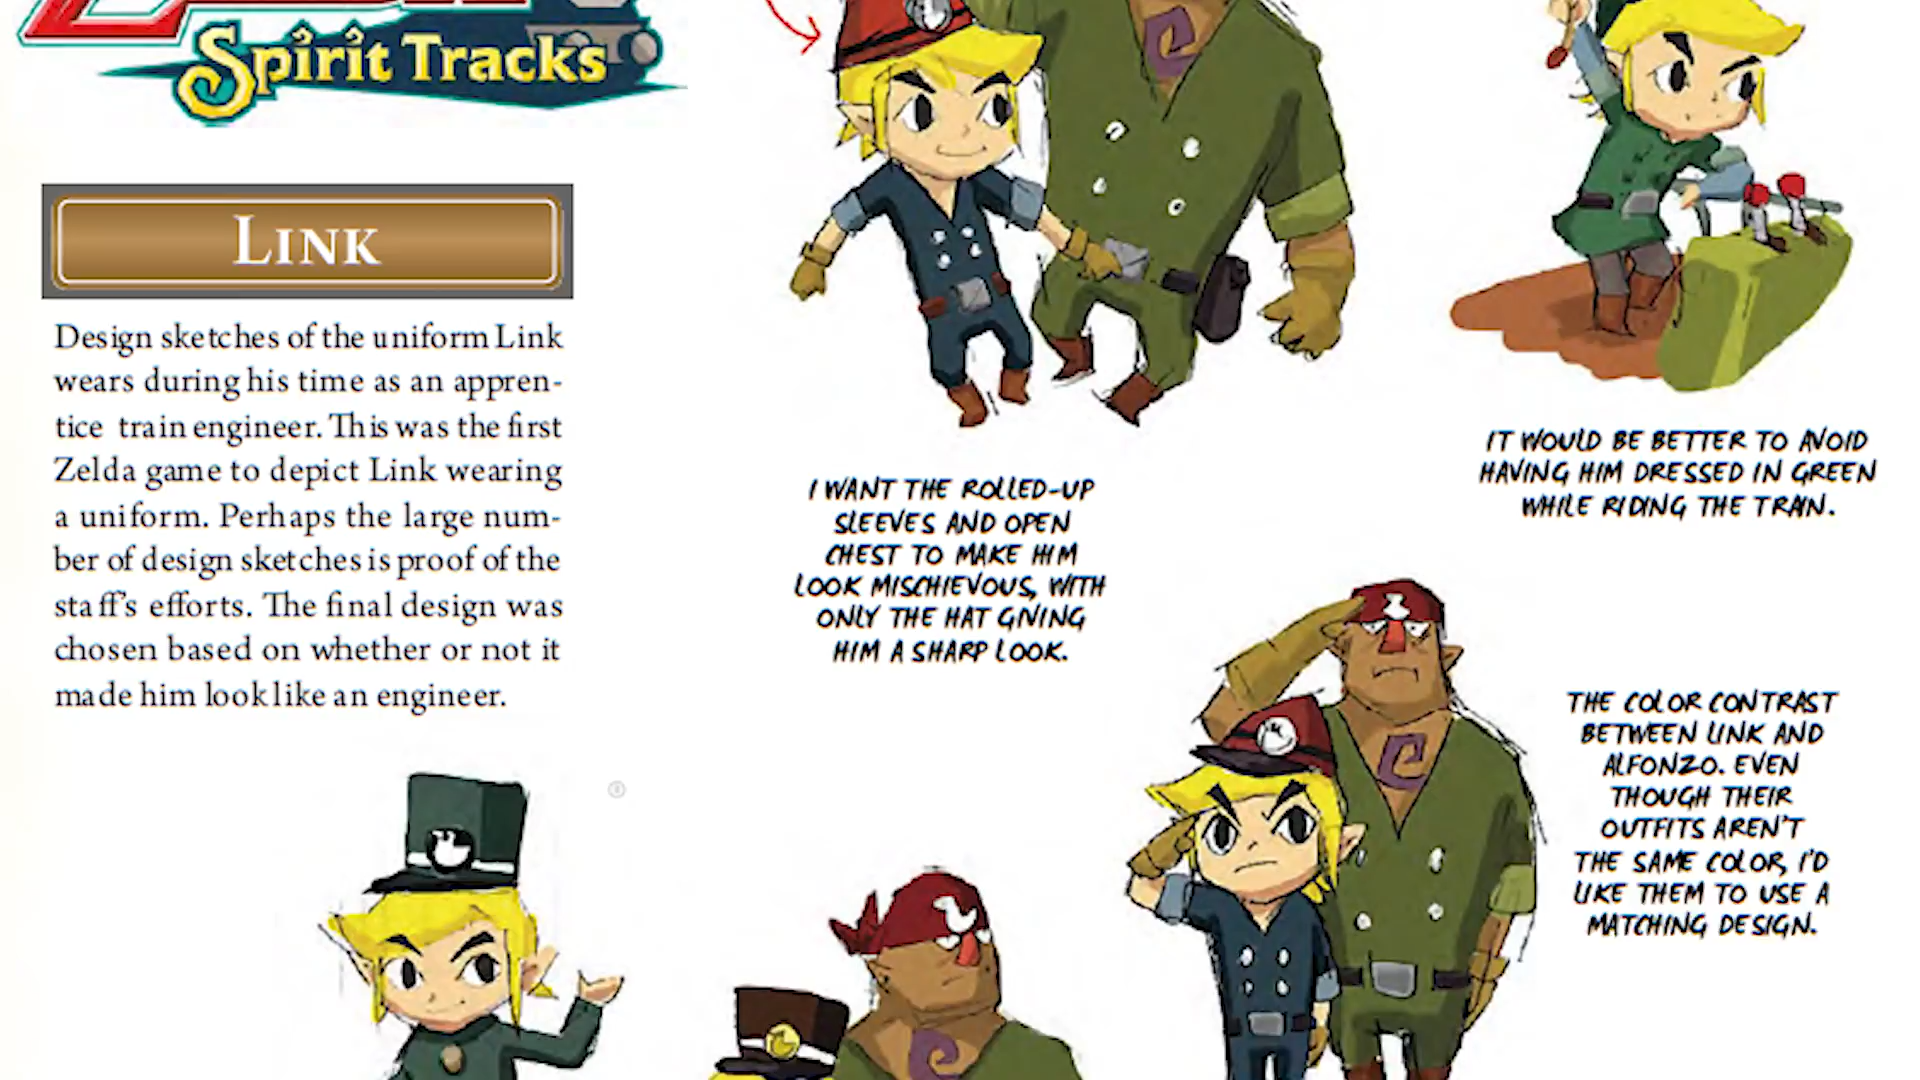 Spirit Tracks
LINK
Design sketches of the uniform Link
wears during his time as an appren-
tice train engineer. This was the first
Zelda game to depict Link wearing
a uniform. Perhaps the large num-
ber of design sketches is proof of the
staff's efforts. The final design was
chosen based on whether or not it
made him look like an engineer.
I WANT THE ROLLED-UP
SLEEVES AND OPEN
CHEST TO MAKE HIM
LOOK MISCHIEVOUS, WITH
ONLY THE HAT GIVING
HIM A SHARP LOOK.
IT WOULD BE BETTER TO AVOID
HAVING HIM DRESSED IN GREEN
WHILE RIDING THE TRAIN.
THE COLOR CONTRAST
BETWEEN LINK AND
ALFONZO. EVEN
THOUGH THEIR
OUTFITS AREN'T
THE SAME COLOR, I'D
LIKE THEM TO USE A
MATCHING DESIGN.